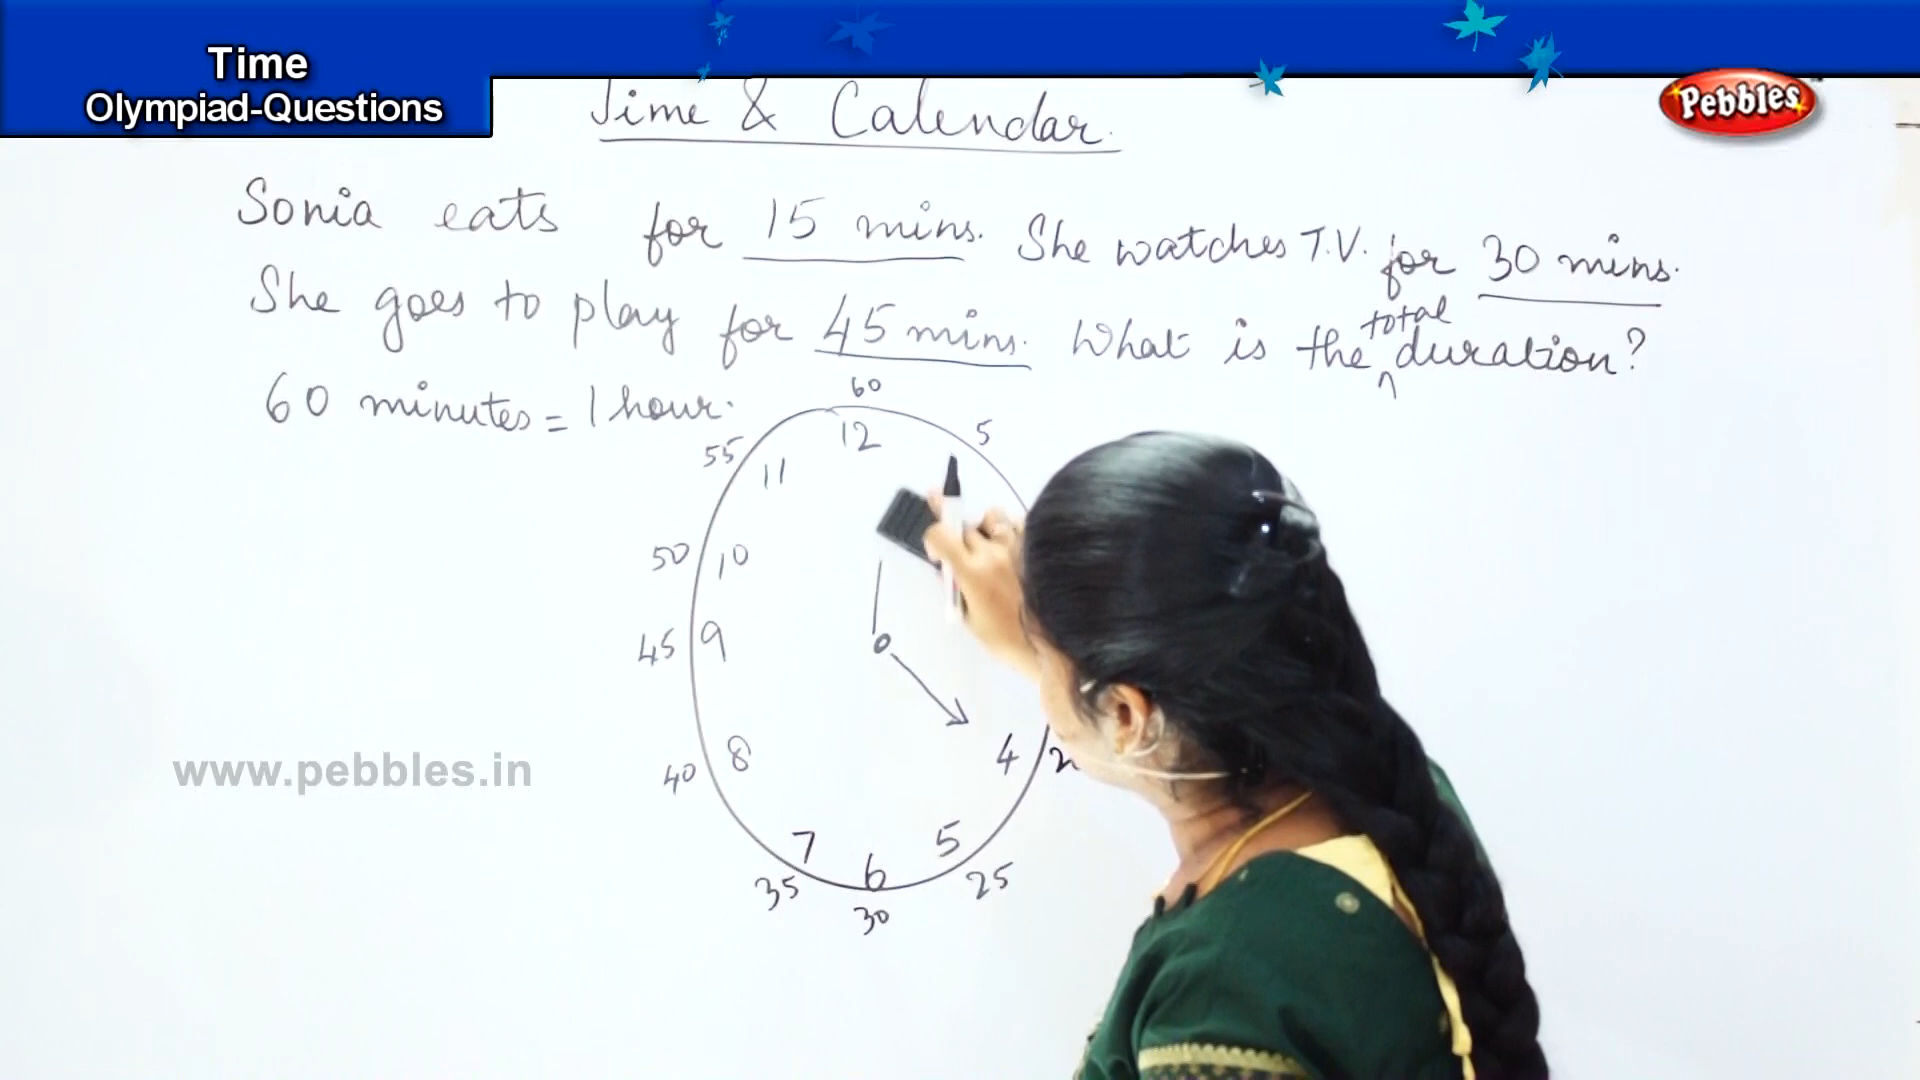 Time
Olympiad-Questions
Pebbles
Time & Calendar.
Sonia eats for 15 mins. She watches T.V. for 30 mins.
She goes to play for 45 mins. What is the total duration?
60 minutes = 1 hour.
60
12
5
55
11
50
10
45
9
40
8
4
7
5
6
35
25
30
www.pebbles.in